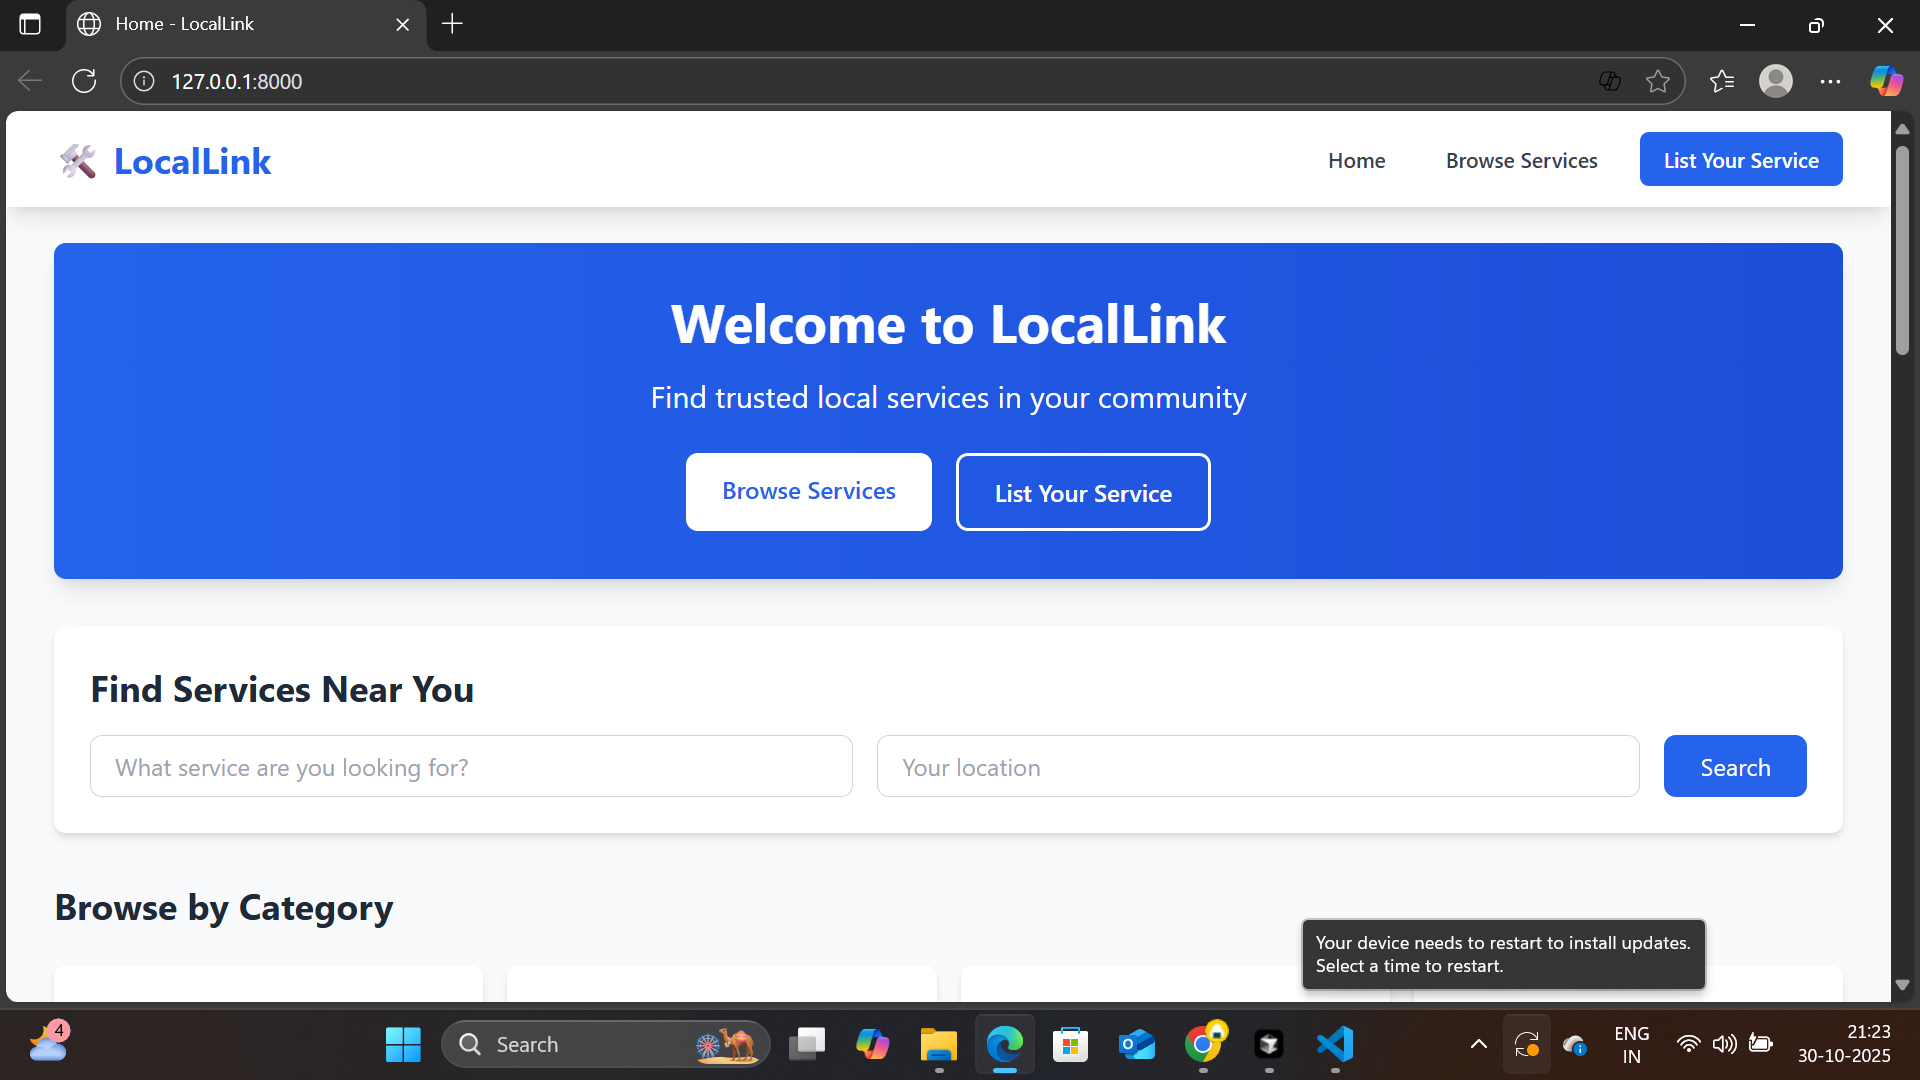 Home - LocalLink
127.0.0.1:8000
LocalLink
Home
Browse Services
List Your Service
Welcome to LocalLink
Find trusted local services in your community
Browse Services
List Your Service
Find Services Near You
What service are you looking for?
Your location
Search
Browse by Category
Your device needs to restart to install updates.
Select a time to restart.
4
Search
ENG
IN
21:23
30-10-2025